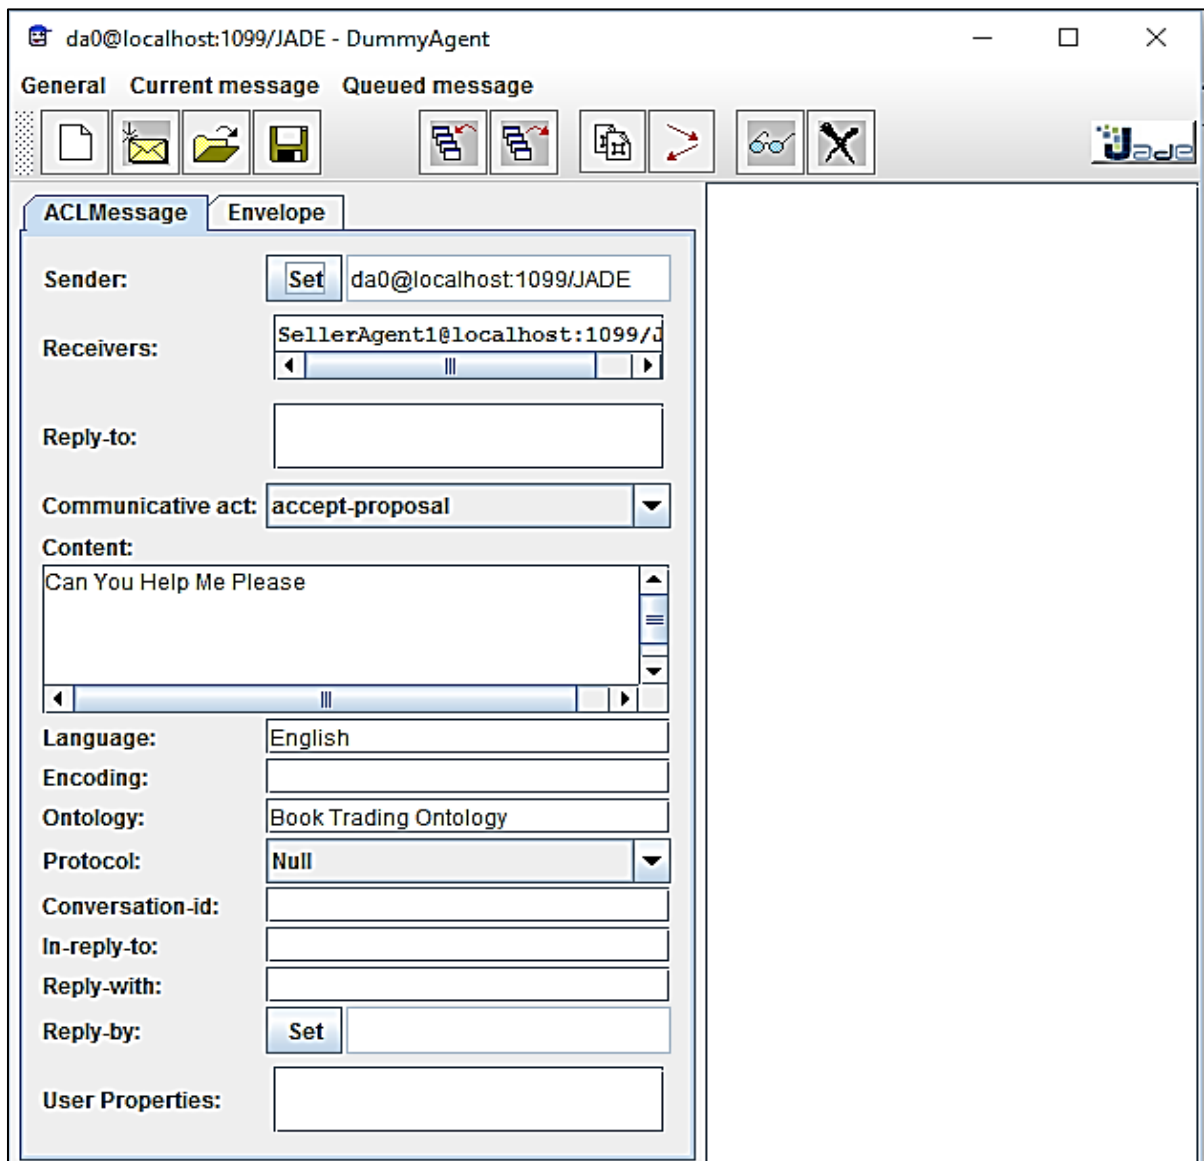 da0@localhost:1099/JADE - DummyAgent
General Current message Queued message
Jade
ACLMessage Envelope
Sender: Set da0@localhost:1099/JADE
Receivers: SellerAgent1@localhost:1099/J
Reply-to:
Communicative act: accept-proposal
Content:
Can You Help Me Please
Language: English
Encoding:
Ontology: Book Trading Ontology
Protocol: Null
Conversation-id:
In-reply-to:
Reply-with:
Reply-by: Set
User Properties: